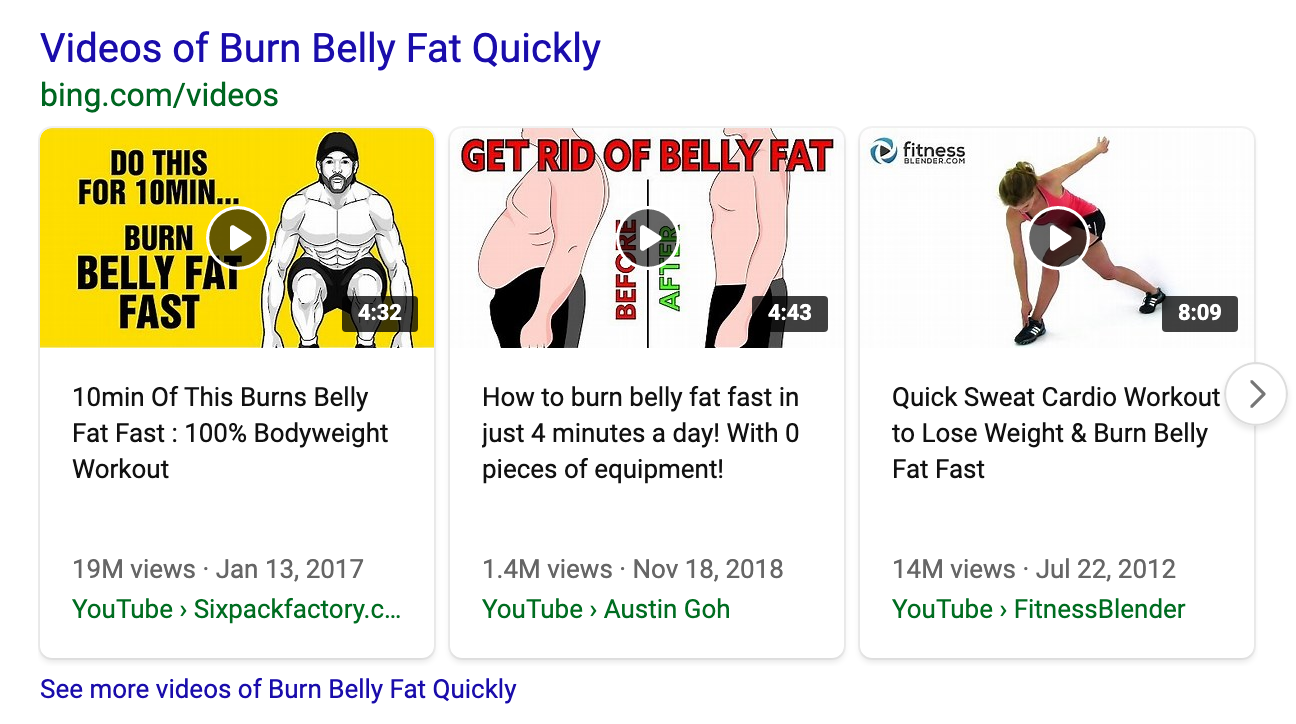 Videos of Burn Belly Fat Quickly
bing.com/videos
DO THIS
FOR 10MIN...
BURN
BELLY FAT
FAST
4:32
10min Of This Burns Belly
Fat Fast : 100% Bodyweight
Workout
19M views · Jan 13, 2017
YouTube › Sixpackfactory.c...
GET RID OF BELLY FAT
BEFORE
AFTER
4:43
How to burn belly fat fast in
just 4 minutes a day! With 0
pieces of equipment!
1.4M views · Nov 18, 2018
YouTube › Austin Goh
fitness
BLENDER.COM
8:09
Quick Sweat Cardio Workout
to Lose Weight & Burn Belly
Fat Fast
14M views · Jul 22, 2012
YouTube › FitnessBlender
See more videos of Burn Belly Fat Quickly